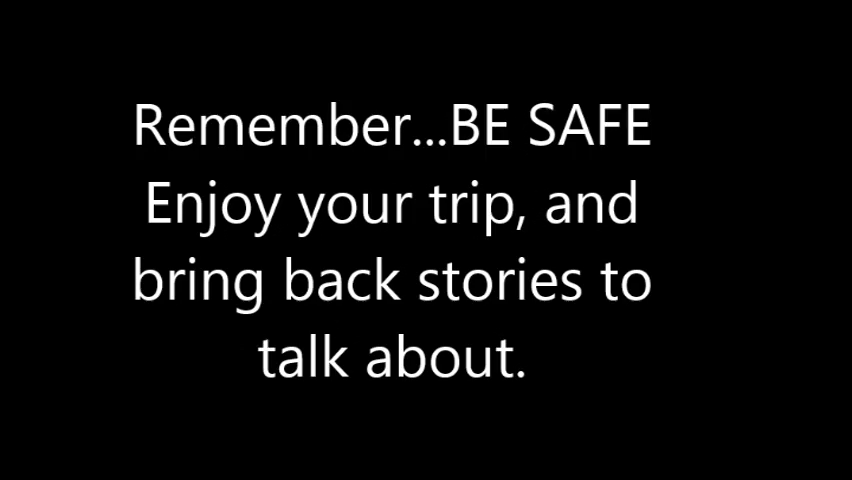 Remember...BE SAFE
Enjoy your trip, and
bring back stories to
talk about.